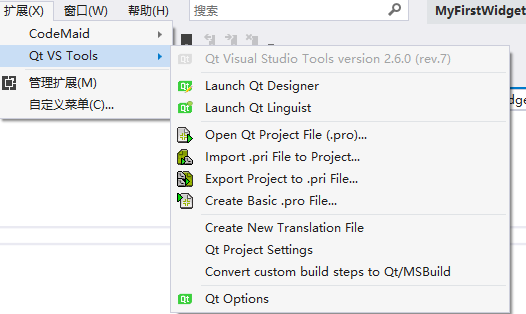 扩展(X) 窗口(W) 帮助(H) 搜索 MyFirstWidget
CodeMaid
Qt VS Tools
管理扩展(M)
自定义菜单(C)...
Qt Visual Studio Tools version 2.6.0 (rev.7)
Launch Qt Designer
Launch Qt Linguist
Open Qt Project File (.pro)...
Import .pri File to Project...
Export Project to .pri File...
Create Basic .pro File...
Create New Translation File
Qt Project Settings
Convert custom build steps to Qt/MSBuild
Qt Options